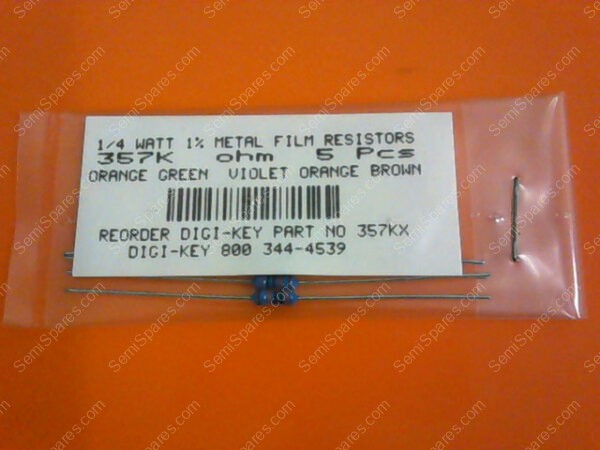 1/4 WATT 1% METAL FILM RESISTORS
357K ohm 5 Pcs
ORANGE GREEN VIOLET ORANGE BROWN
REORDER DIGI-KEY PART NO 357KX
DIGI-KEY 800 344-4539
SemiSpares.com